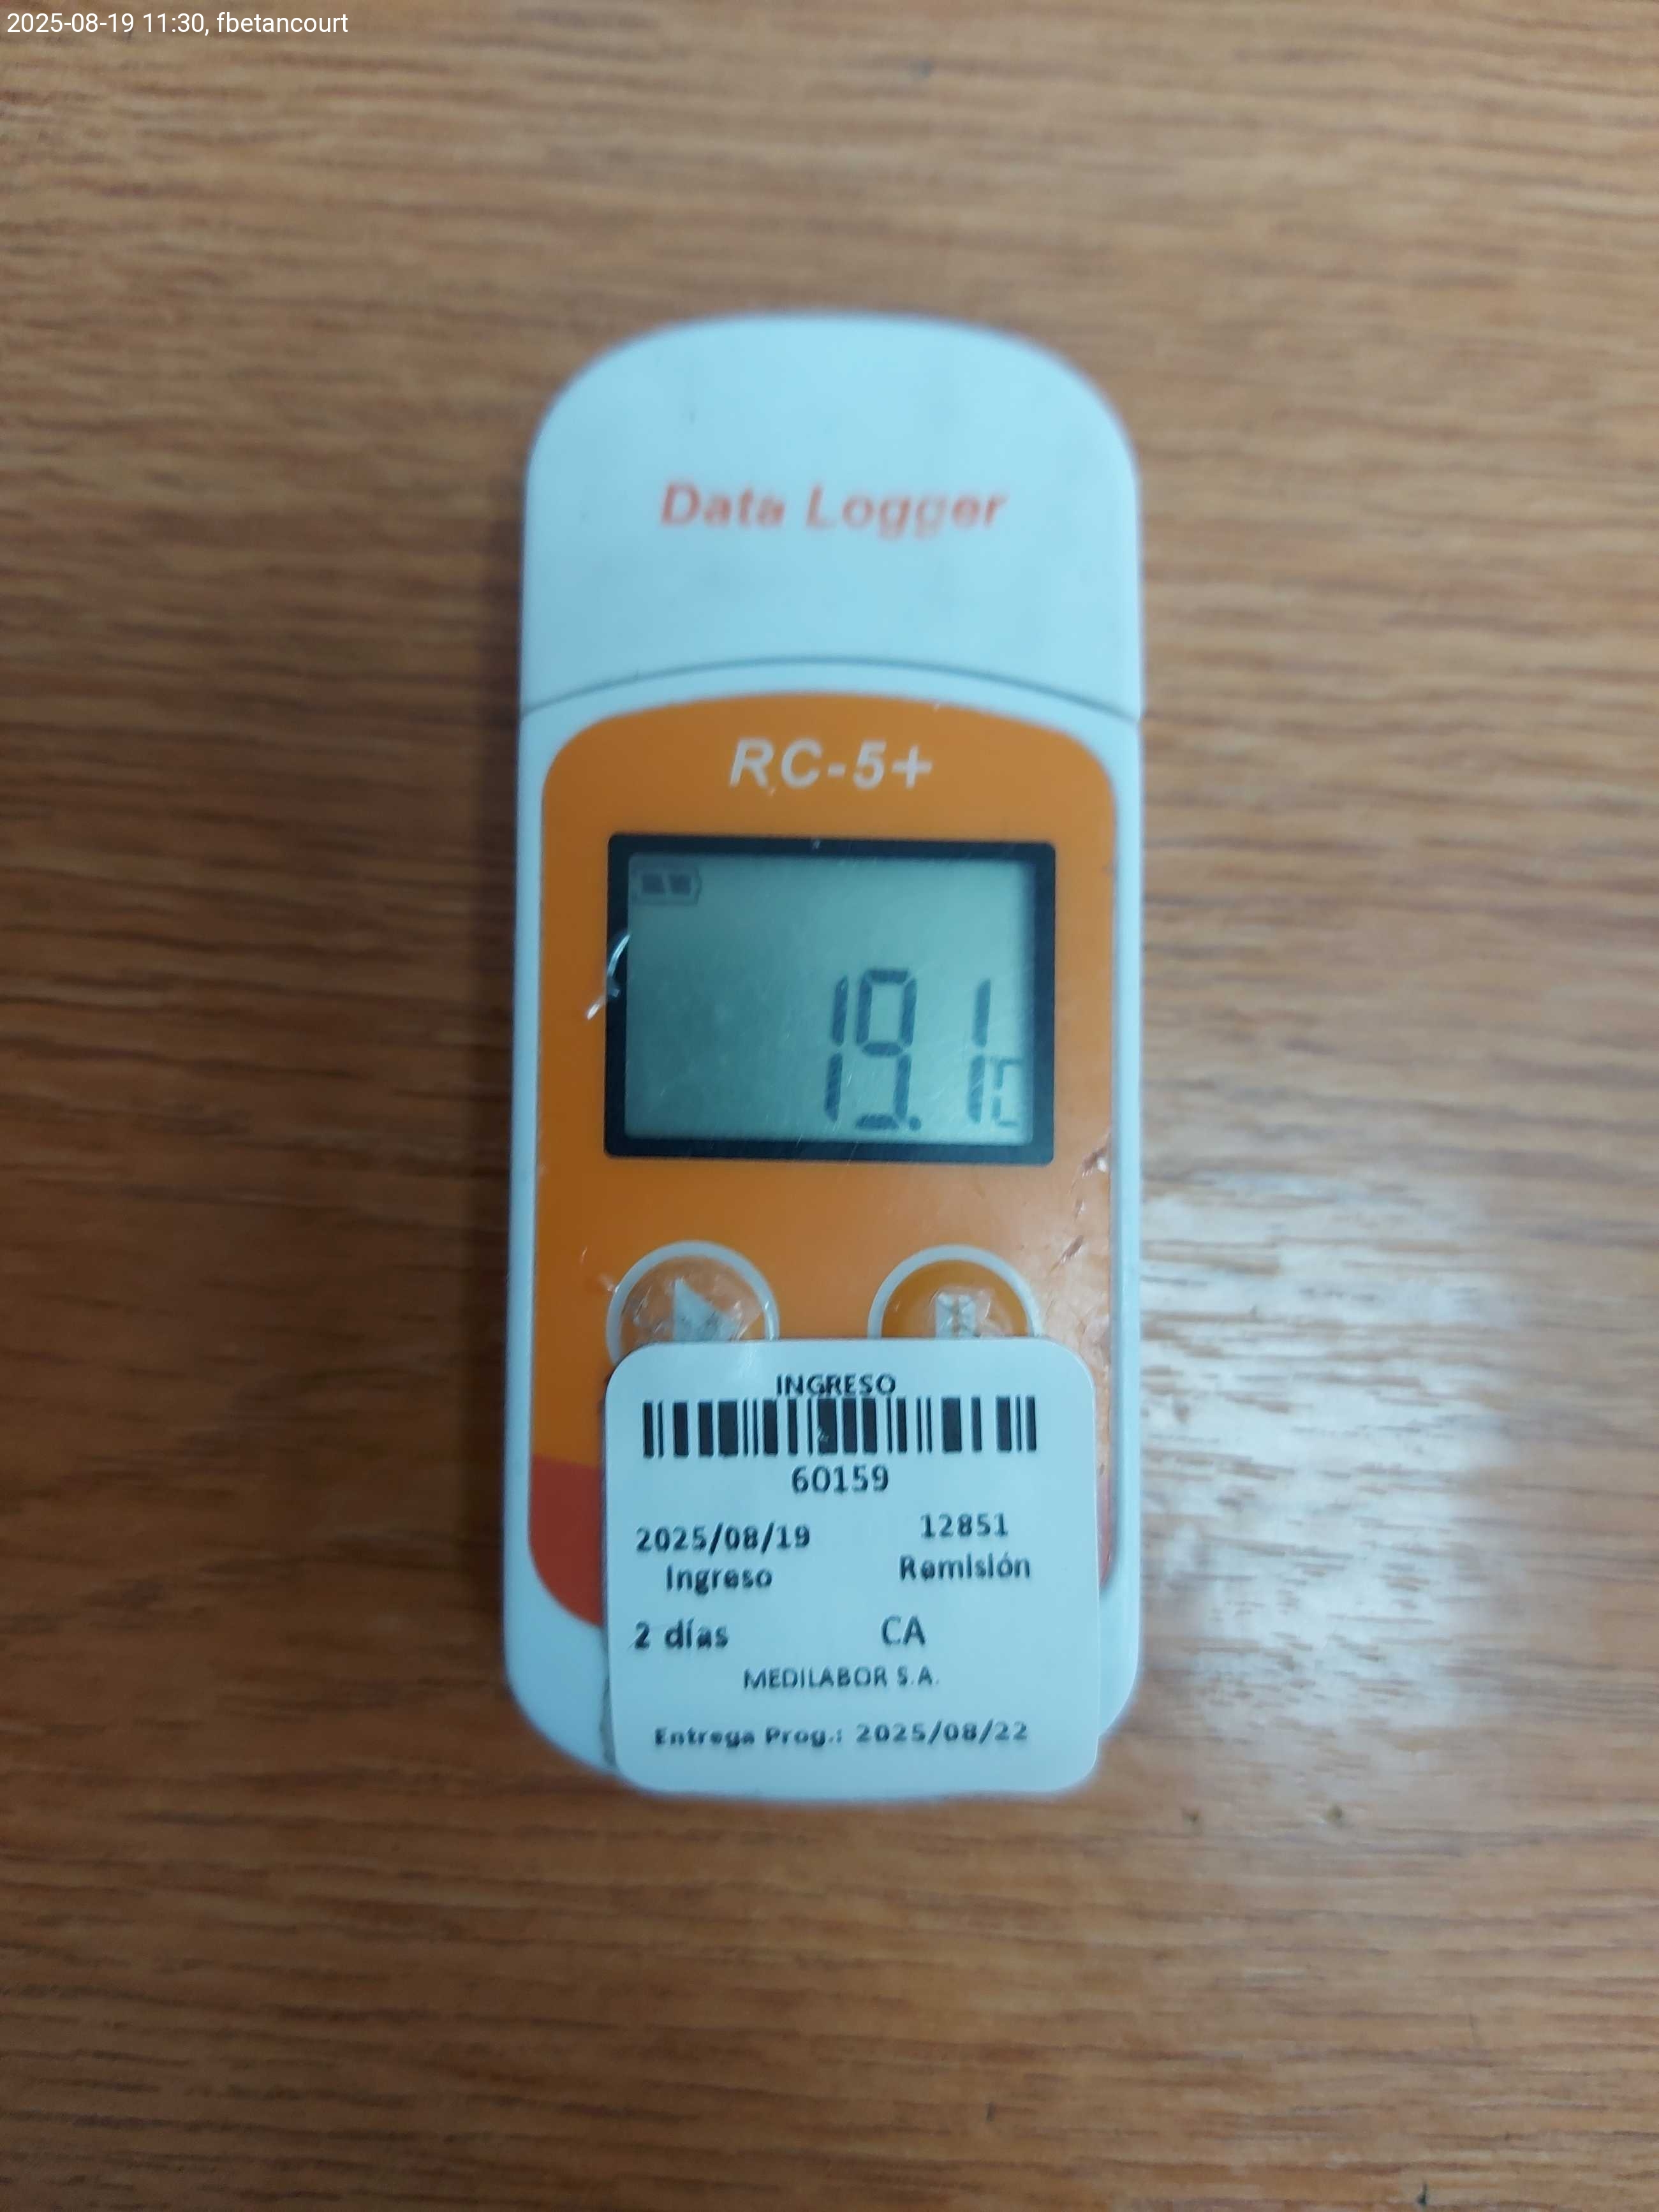 2025-08-19 11:30, fbetancourt
Data Logger
RC-5+
19.1°C
INGRESO
60159
2025/08/19 12851
Ingreso Remisión
2 días CA
MEDILABOR S.A.
Entrega Prog.: 2025/08/22